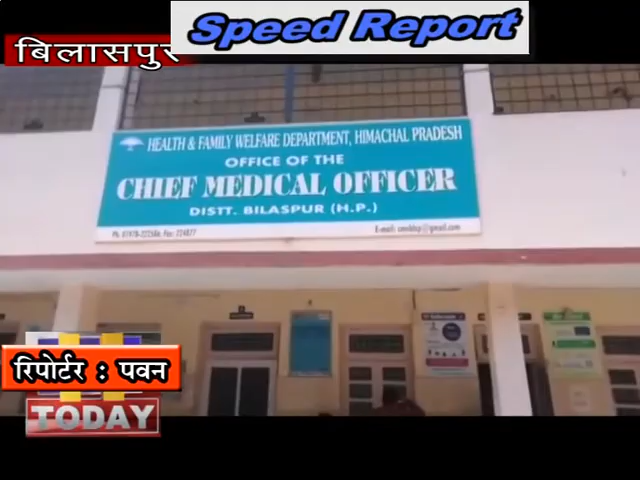 Speed Report
बिलासपुर
HEALTH & FAMILY WELFARE DEPARTMENT, HIMACHAL PRADESH
OFFICE OF THE
CHIEF MEDICAL OFFICER
DISTT. BILASPUR (H.P.)
रिपोर्टर : पवन
TODAY